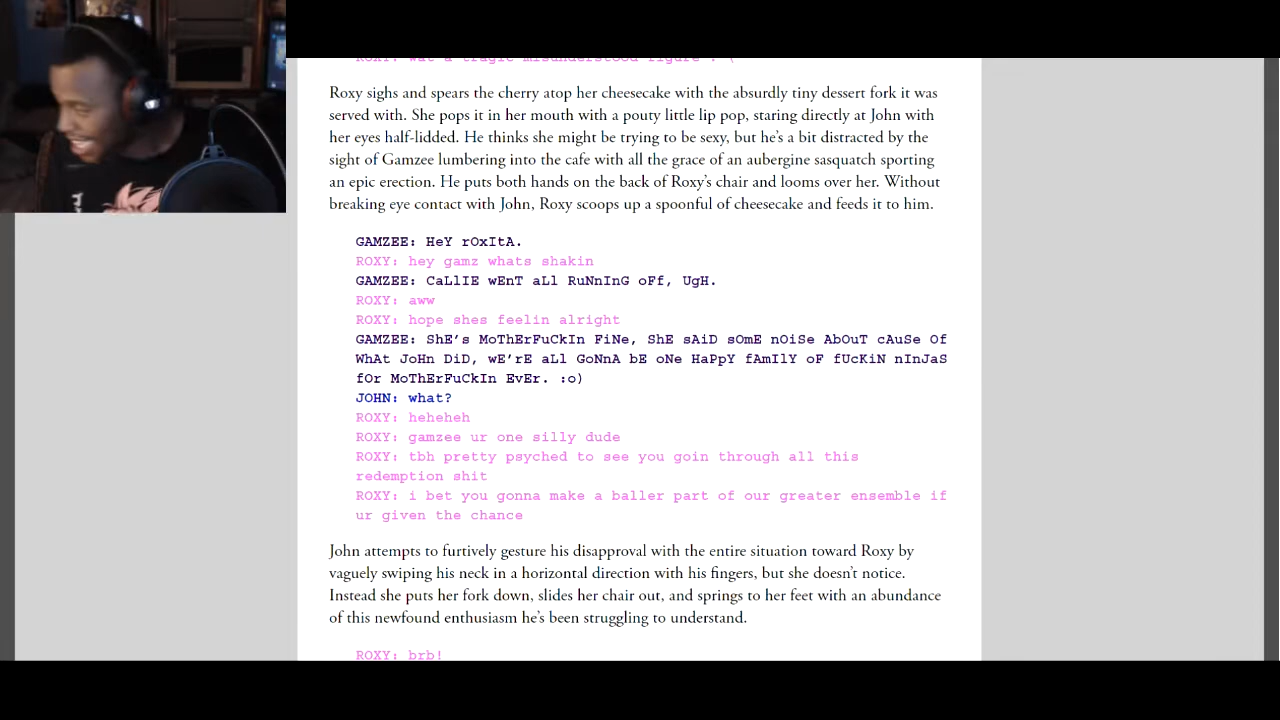 Roxy sighs and spears the cherry atop her cheesecake with the absurdly tiny dessert fork it was
served with. She pops it in her mouth with a pouty little lip pop, staring directly at John with
her eyes half-lidded. He thinks she might be trying to be sexy, but he's a bit distracted by the
sight of Gamzee lumbering into the cafe with all the grace of an aubergine sasquatch sporting
an epic erection. He puts both hands on the back of Roxy's chair and looms over her. Without
breaking eye contact with John, Roxy scoops up a spoonful of cheesecake and feeds it to him.
GAMZEE: HeY rOxItA.
ROXY: hey gamz whats shakin
GAMZEE: CaLlIE wEnT aLl RuNnInG oFf, UgH.
ROXY: aww
ROXY: hope shes feelin alright
GAMZEE: ShE's MoThErFuCkIn FiNe, ShE sAiD sOmE nOiSe AbOuT cAuSe Of
WhAt JoHn DiD, wE'rE aLl GoNnA bE oNe HaPpY fAmIlY oF fUcKiN nInJaS
fOr MoThErFuCkIn EvEr. :o)
JOHN: what?
ROXY: heheheh
ROXY: gamzee ur one silly dude
ROXY: tbh pretty psyched to see you goin through all this
redemption shit
ROXY: i bet you gonna make a baller part of our greater ensemble if
ur given the chance
John attempts to furtively gesture his disapproval with the entire situation toward Roxy by
vaguely swiping his neck in a horizontal direction with his fingers, but she doesn't notice.
Instead she puts her fork down, slides her chair out, and springs to her feet with an abundance
of this newfound enthusiasm he's been struggling to understand.
ROXY: brb!